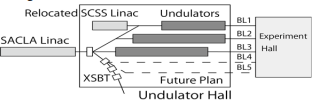 Relocated SCSS Linac Undulators
BL1
BL2
SACLA Linac
BL3
BL4
BL5
Experiment
Hall
XSBT
Future Plan
Undulator Hall